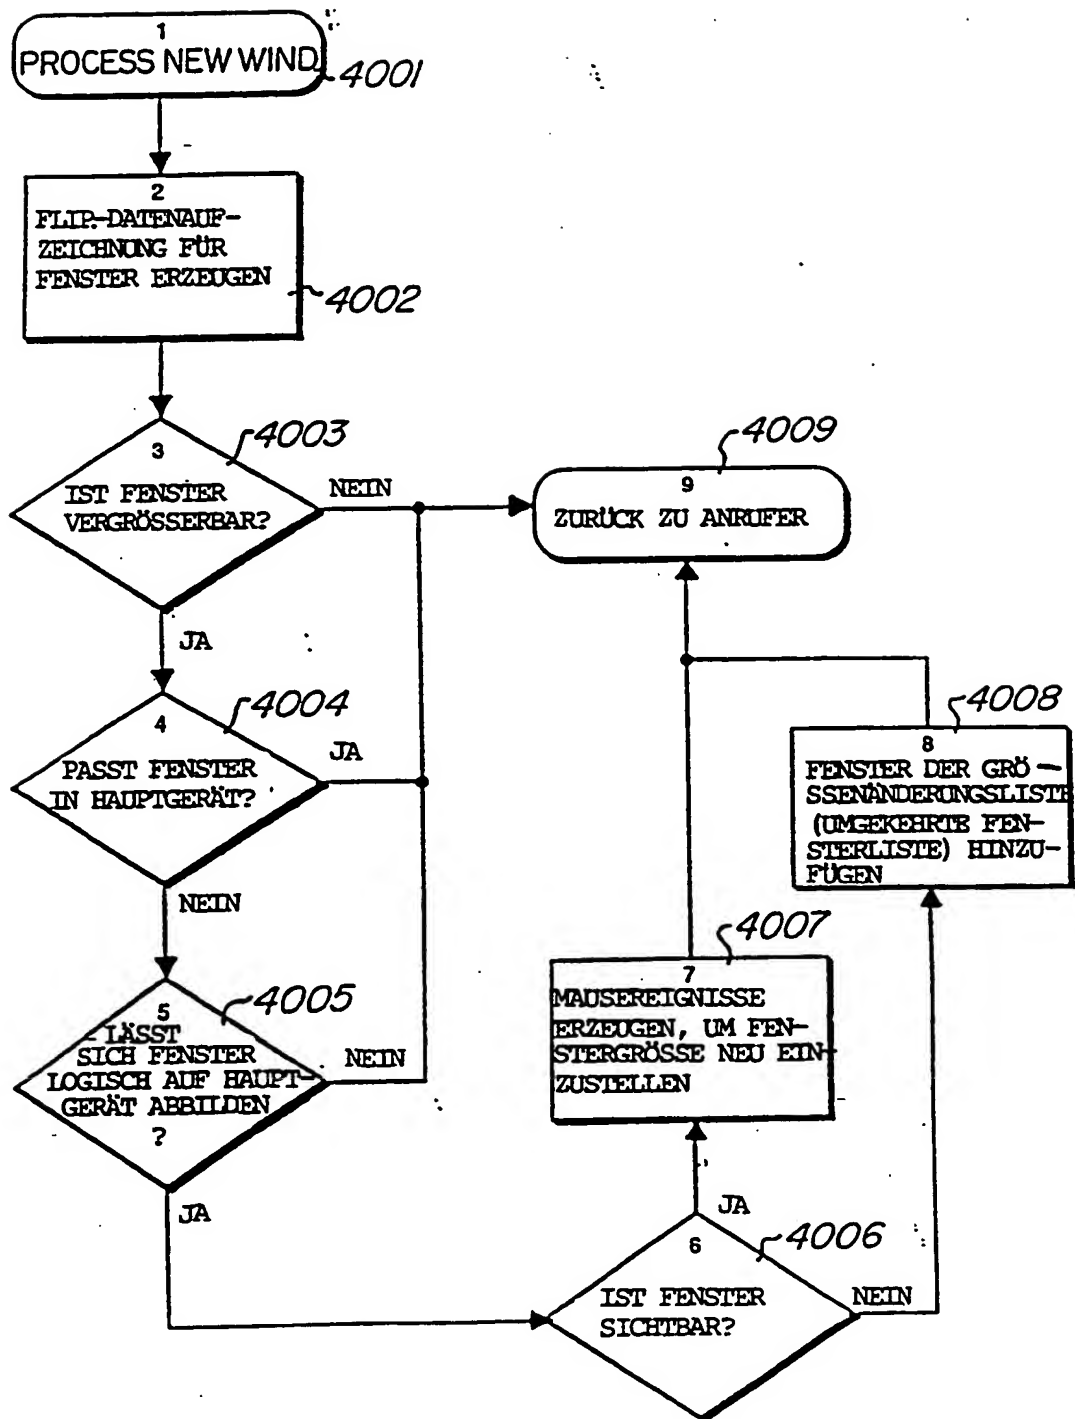 1
PROCESS NEW WIND
4001
2
FLIP-DATENAUF-
ZEICHNUNG FÜR
FENSTER ERZEUGEN
4002
3
4003
IST FENSTER
VERGRÖSSERBAR?
NEIN
JA
4009
9
ZURÜCK ZU ANRUFER
4
4004
PASST FENSTER
IN HAUPTGERÄT?
JA
NEIN
4008
8
FENSTER DER GRÖ-
SSENÄNDERUNGSLISTE
(UMGEKEHRTE FEN-
STERLISTE) HINZU-
FÜGEN
5
4005
LÄSST
SICH FENSTER
LOGISCH AUF HAUPT-
GERÄT ABBILDEN
?
NEIN
JA
4007
7
MAUSEREIGNISSE
ERZEUGEN, UM FEN-
STERGRÖSSE NEU EIN-
ZUSTELLEN
JA
6
4006
IST FENSTER
SICHTBAR?
NEIN